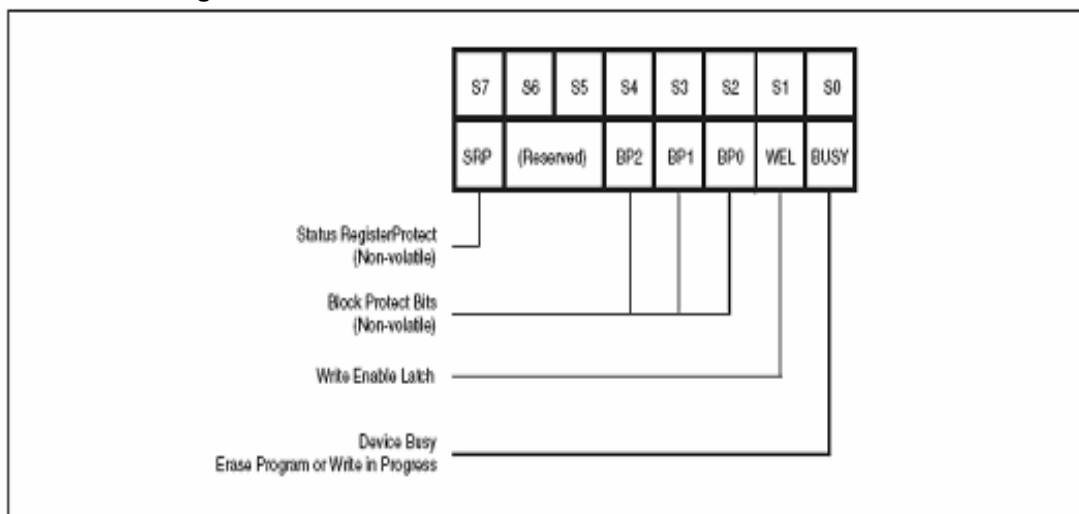 S7 S6 S5 S4 S3 S2 S1 S0
SRP (Reserved) BP2 BP1 BP0 WEL BUSY
Status RegisterProtect
(Non-volatile)
Block Protect Bits
(Non-volatile)
Write Enable Latch
Device Busy
Erase Program or Write in Progress